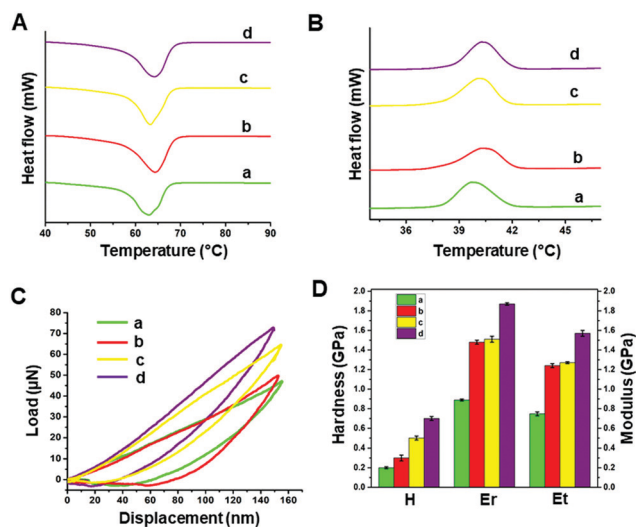 A
d
c
b
a
Heat flow (mW)
40 50 60 70 80 90
Temperature (°C)
B
d
c
b
a
Heat flow (mW)
36 39 42 45
Temperature (°C)
C
a
b
c
d
80
70
60
50
40
30
20
10
0
Load (μN)
0 20 40 60 80 100 120 140 160
Displacement (nm)
D
a
b
c
d
2.0 2.0
1.8 1.8
1.6 1.6
1.4 1.4
1.2 1.2
1.0 1.0
0.8 0.8
0.6 0.6
0.4 0.4
0.2 0.2
Hardness (GPa)
Modulus (GPa)
H Er Et